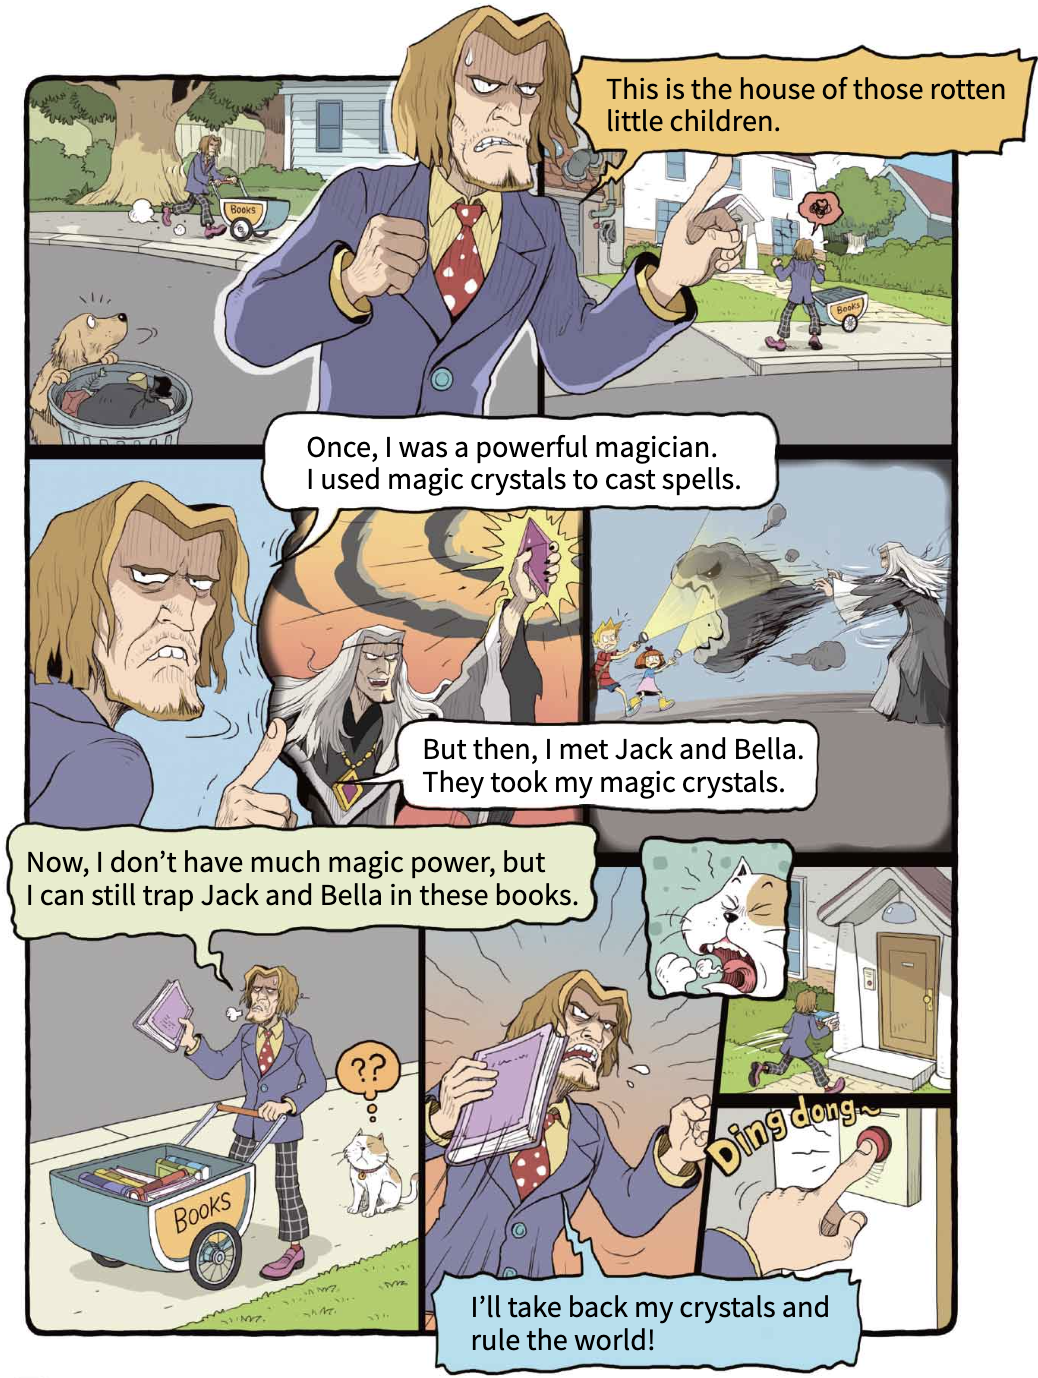 This is the house of those rotten
little children.
Books
Books
Once, I was a powerful magician.
I used magic crystals to cast spells.
But then, I met Jack and Bella.
They took my magic crystals.
Now, I don't have much magic power, but
I can still trap Jack and Bella in these books.
??
Books
Ding dong~
I'll take back my crystals and
rule the world!